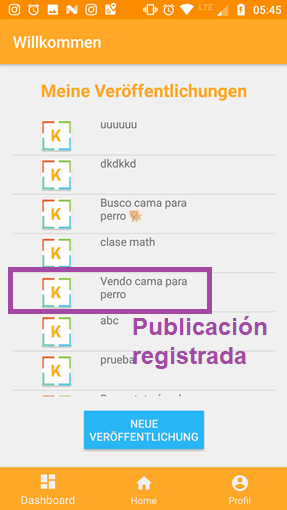 LTE 05:45
Willkommen
Meine Veröffentlichungen
uuuuuu
K
dkdkkd
K
Busco cama para
perro 🐕
K
clase math
K
Vendo cama para
perro
K
abc
K
Publicación
registrada
prueba
K
NEUE
VERÖFFENTLICHUNG
Dashboard Home Profil